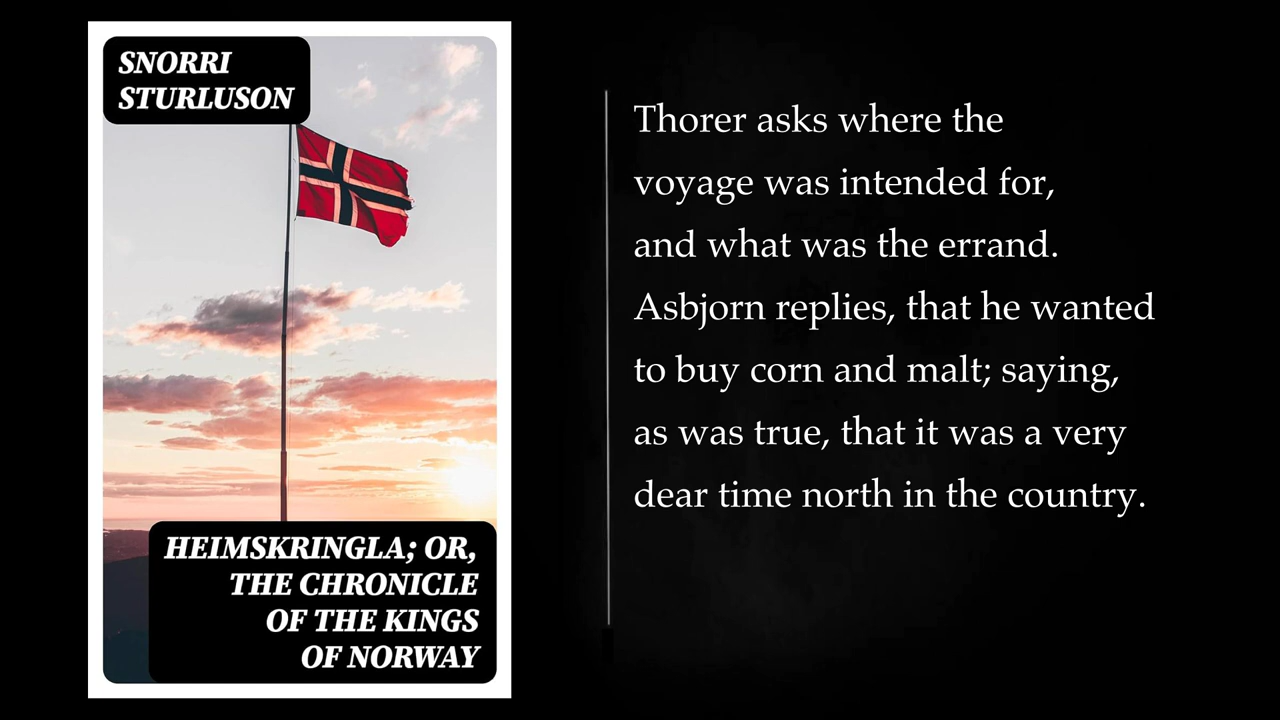 SNORRI
STURLUSON
HEIMSKRINGLA; OR,
THE CHRONICLE
OF THE KINGS
OF NORWAY
Thorer asks where the
voyage was intended for,
and what was the errand.
Asbjorn replies, that he wanted
to buy corn and malt; saying,
as was true, that it was a very
dear time north in the country.